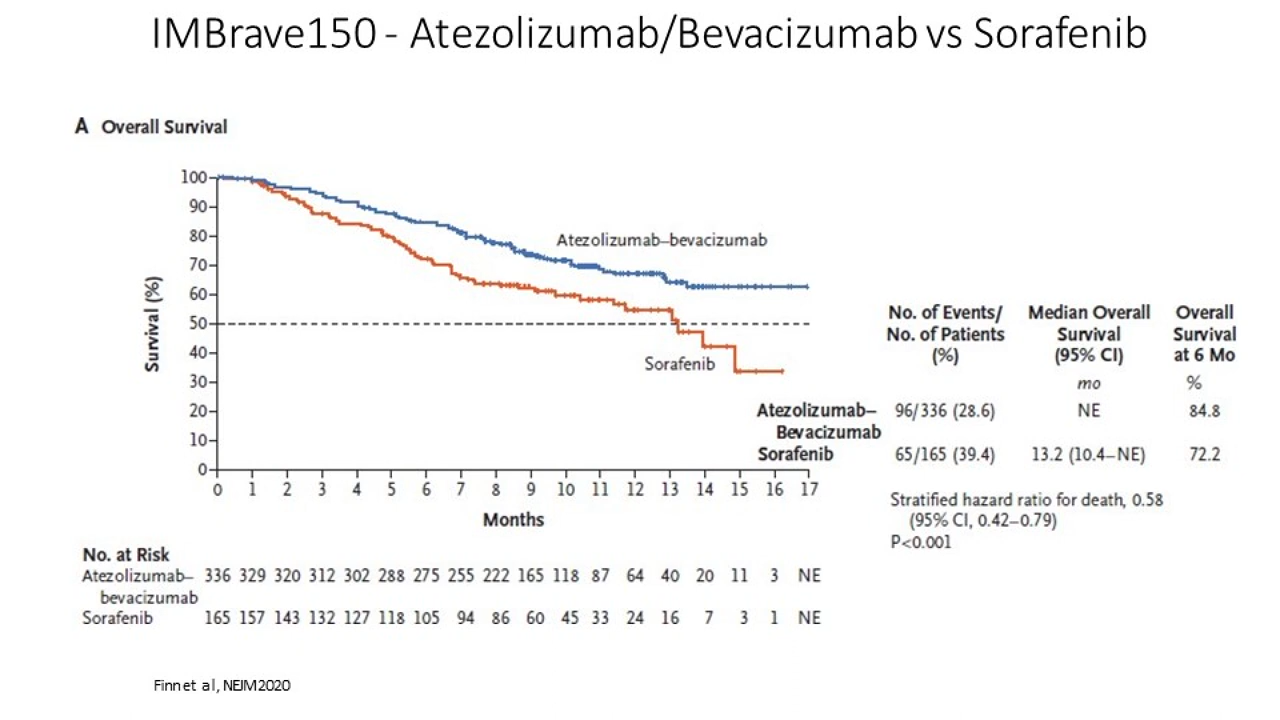 IMBrave150 - Atezolizumab/Bevacizumab vs Sorafenib
A Overall Survival
Survival (%)
100
90
80
70
60
50
40
30
20
10
0
Atezolizumab–bevacizumab
Sorafenib
0 1 2 3 4 5 6 7 8 9 10 11 12 13 14 15 16 17
Months
No. of Events/ Median Overall Overall
No. of Patients Survival Survival
(%) (95% CI) at 6 Mo
mo %
Atezolizumab– 96/336 (28.6) NE 84.8
Bevacizumab
Sorafenib 65/165 (39.4) 13.2 (10.4–NE) 72.2
Stratified hazard ratio for death, 0.58
(95% CI, 0.42–0.79)
P<0.001
No. at Risk
Atezolizumab– 336 329 320 312 302 288 275 255 222 165 118 87 64 40 20 11 3 NE
bevacizumab
Sorafenib 165 157 143 132 127 118 105 94 86 60 45 33 24 16 7 3 1 NE
Finn et al, NEJM2020